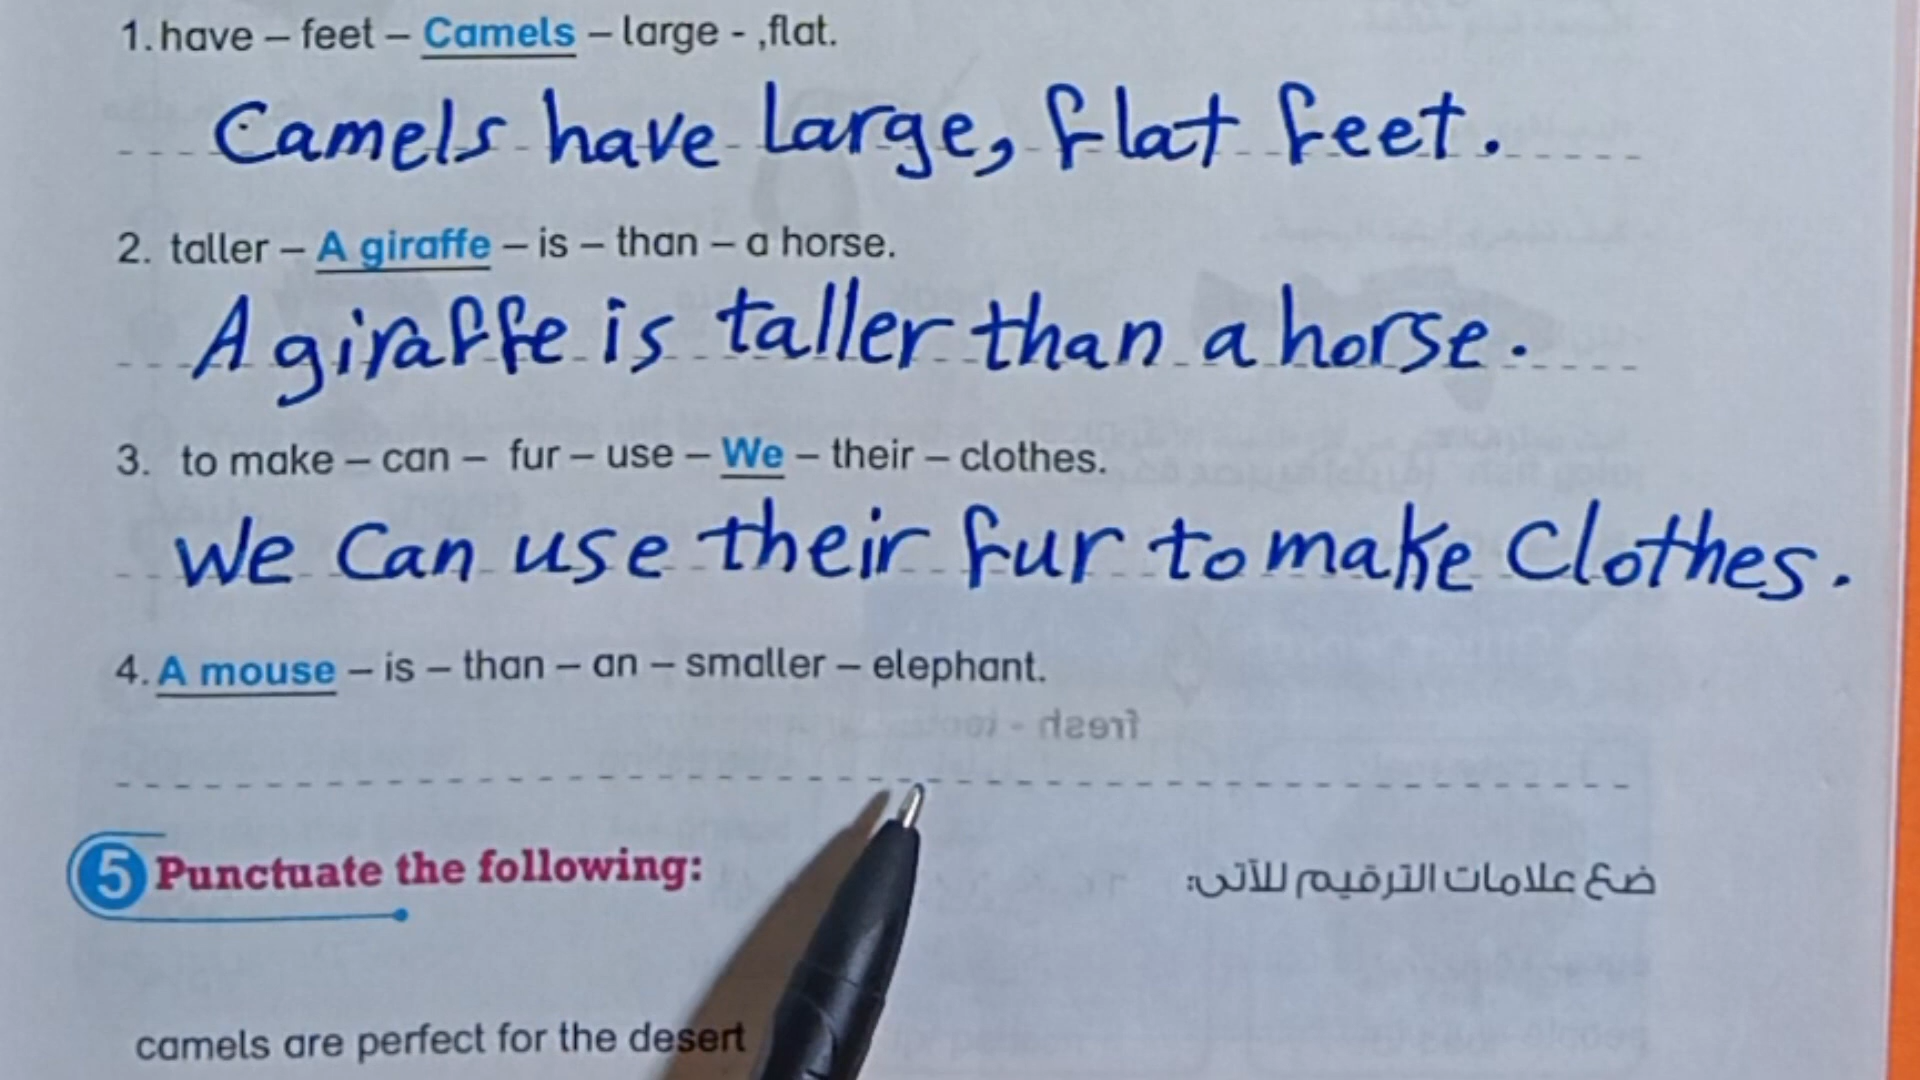 1. have – feet – Camels – large - ,flat.
Camels have large, flat feet.
2. taller – A giraffe – is – than – a horse.
A giraffe is taller than a horse.
3. to make – can – fur – use – We – their – clothes.
We Can use their fur to make Clothes.
4. A mouse – is – than – an – smaller – elephant.
5 Punctuate the following:
ضع علامات الترقيم للآتى:
camels are perfect for the desert